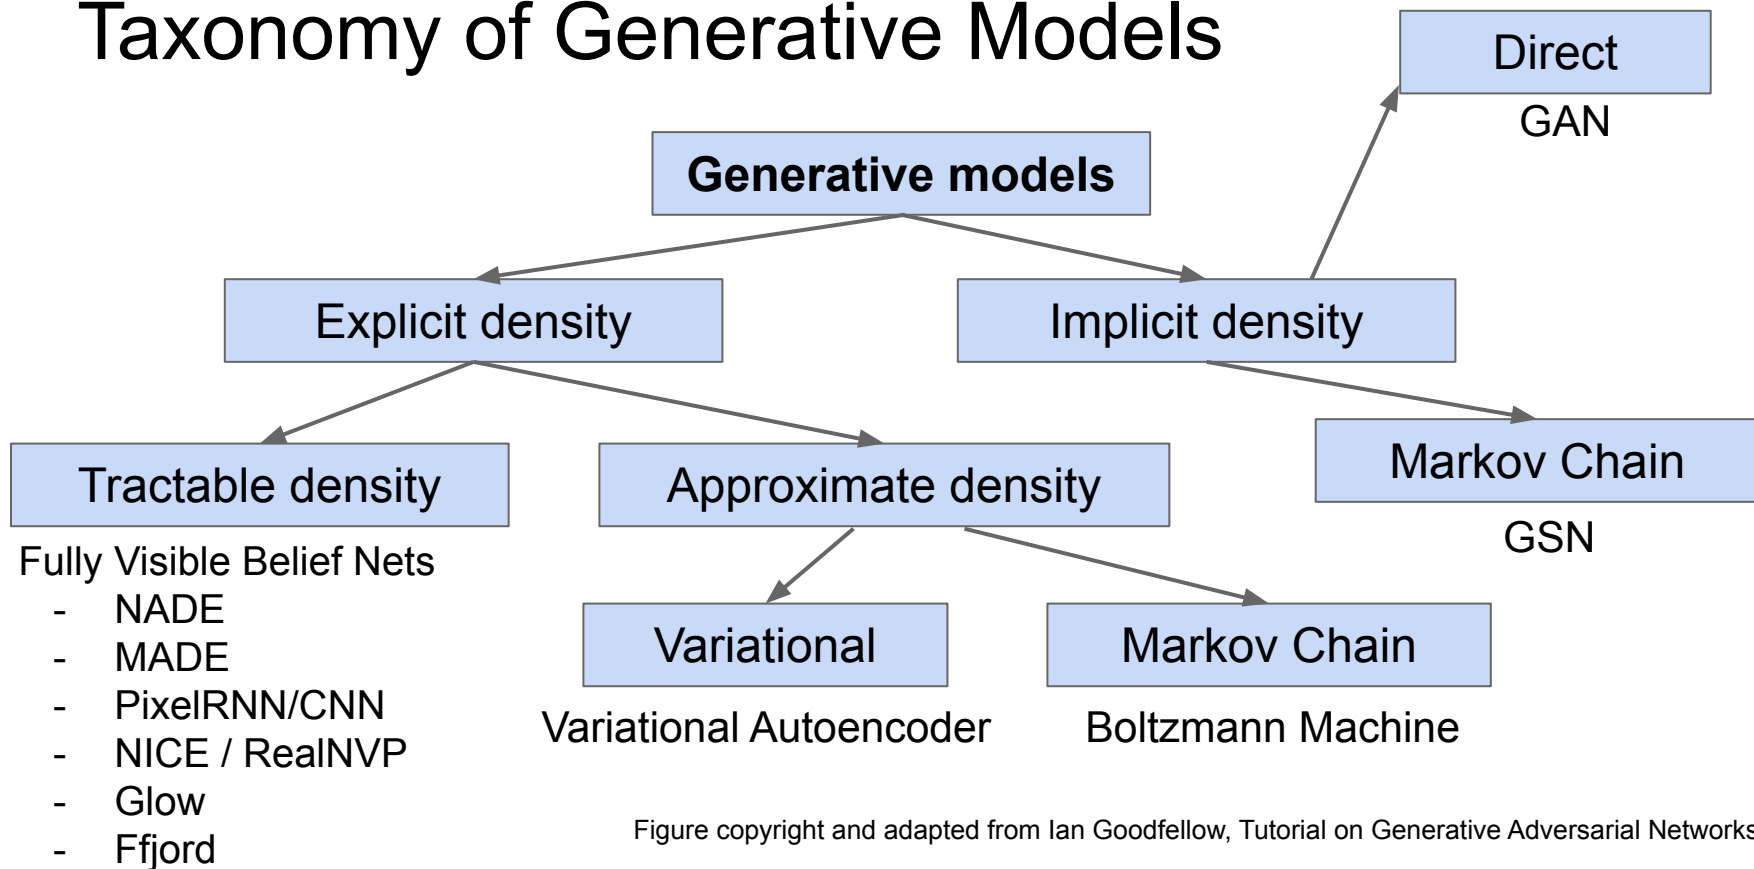 Taxonomy of Generative Models
Direct
GAN
Generative models
Explicit density
Implicit density
Tractable density
Approximate density
Markov Chain
GSN
Fully Visible Belief Nets
- NADE
- MADE
- PixelRNN/CNN
- NICE / RealNVP
- Glow
- Ffjord
Variational
Markov Chain
Variational Autoencoder
Boltzmann Machine
Figure copyright and adapted from Ian Goodfellow, Tutorial on Generative Adversarial Networks